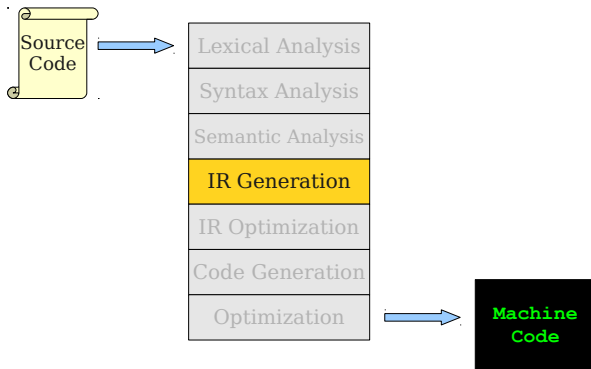 Source
Code
Lexical Analysis
Syntax Analysis
Semantic Analysis
IR Generation
IR Optimization
Code Generation
Optimization
Machine
Code